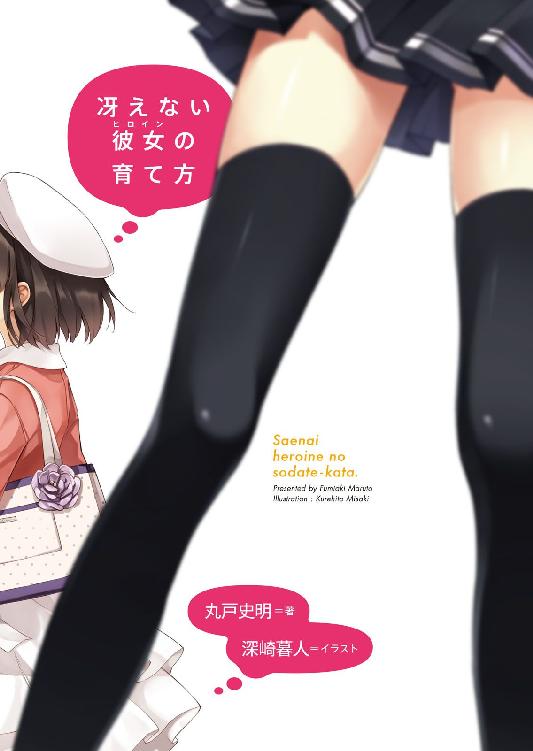 冴えない
ヒロイン
彼女の
育て方
Saenai
heroine no
sodate-kata.
Presented by Fumiaki Maruto
Illustration : Kurehito Misaki
丸戸史明=著
深崎暮人=イラスト